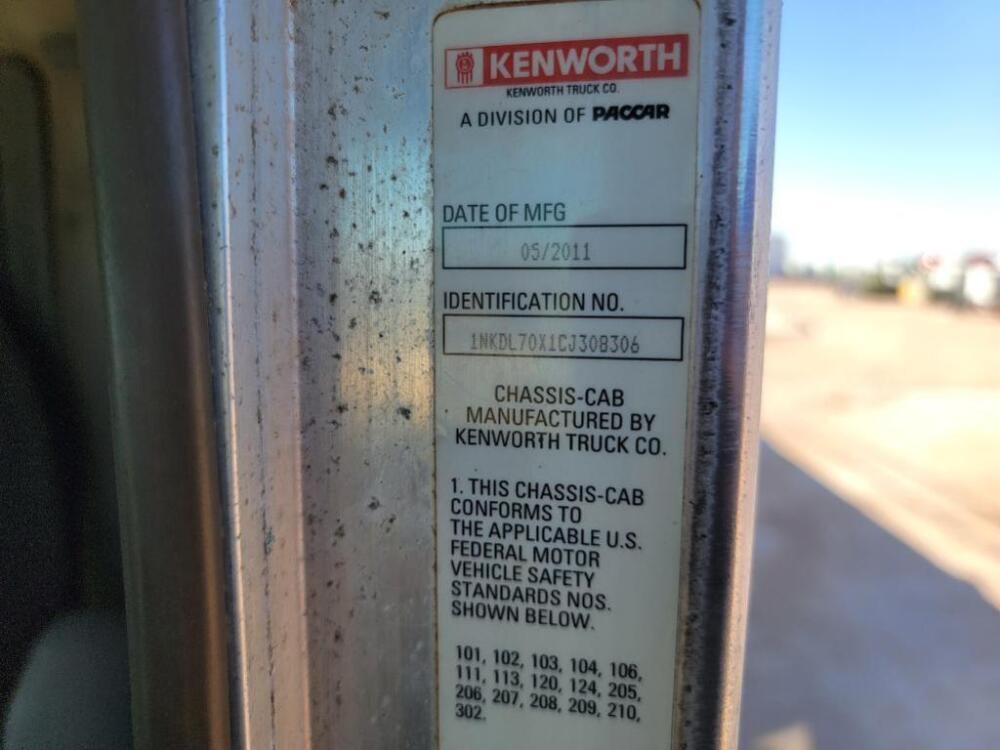 KENWORTH
KENWORTH TRUCK CO.
A DIVISION OF PACCAR
DATE OF MFG
05/2011
IDENTIFICATION NO.
1NKDL70X1CJ308306
CHASSIS-CAB
MANUFACTURED BY
KENWORTH TRUCK CO.
1. THIS CHASSIS-CAB
CONFORMS TO
THE APPLICABLE U.S.
FEDERAL MOTOR
VEHICLE SAFETY
STANDARDS NOS.
SHOWN BELOW.
101, 102, 103, 104, 106,
111, 113, 120, 124, 205,
206, 207, 208, 209, 210,
302.